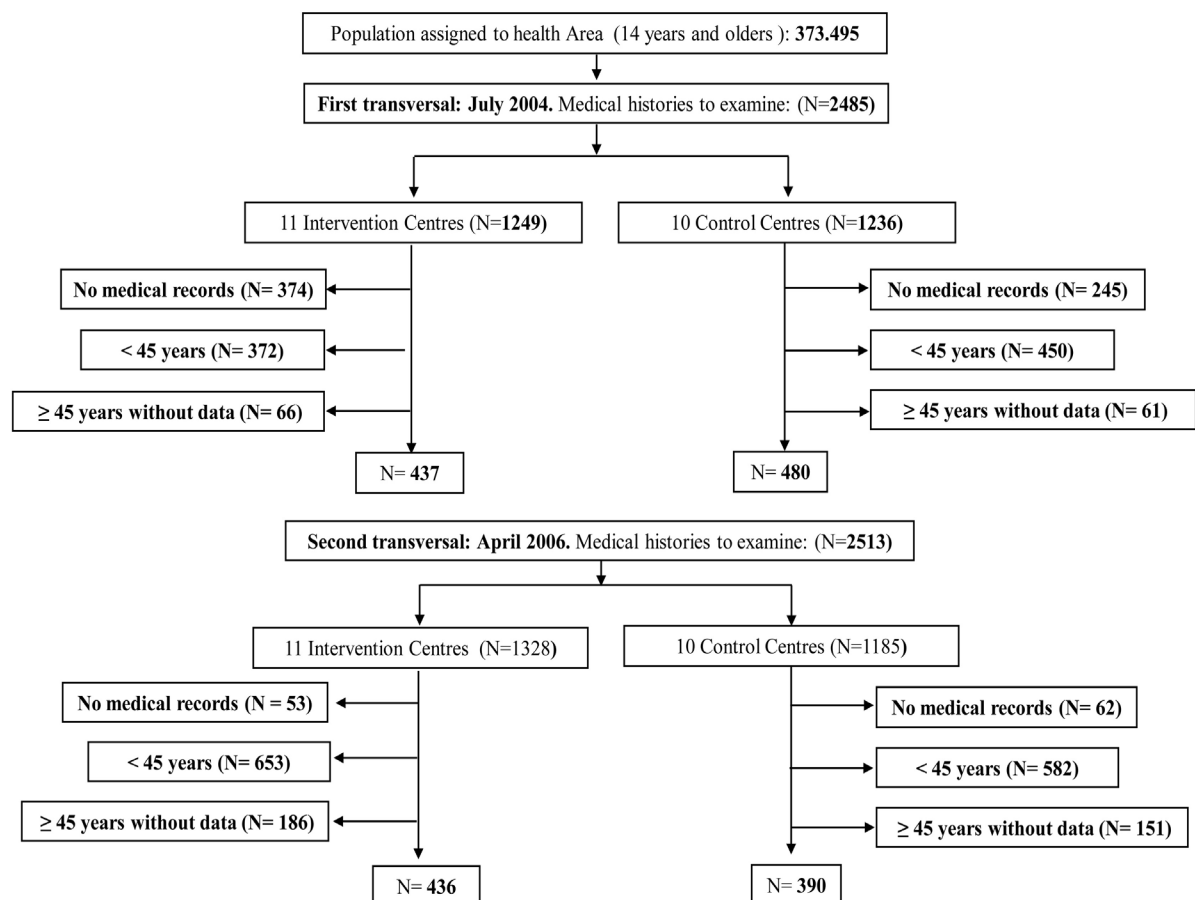 Population assigned to health Area (14 years and olders ): 373.495
First transversal: July 2004. Medical histories to examine: (N=2485)
11 Intervention Centres (N=1249)
10 Control Centres (N=1236)
No medical records (N= 374)
No medical records (N= 245)
< 45 years (N= 372)
< 45 years (N= 450)
≥ 45 years without data (N= 66)
≥ 45 years without data (N= 61)
N= 437
N= 480
Second transversal: April 2006. Medical histories to examine: (N=2513)
11 Intervention Centres (N=1328)
10 Control Centres (N=1185)
No medical records (N = 53)
No medical records (N= 62)
< 45 years (N= 653)
< 45 years (N= 582)
≥ 45 years without data (N= 186)
≥ 45 years without data (N= 151)
N= 436
N= 390